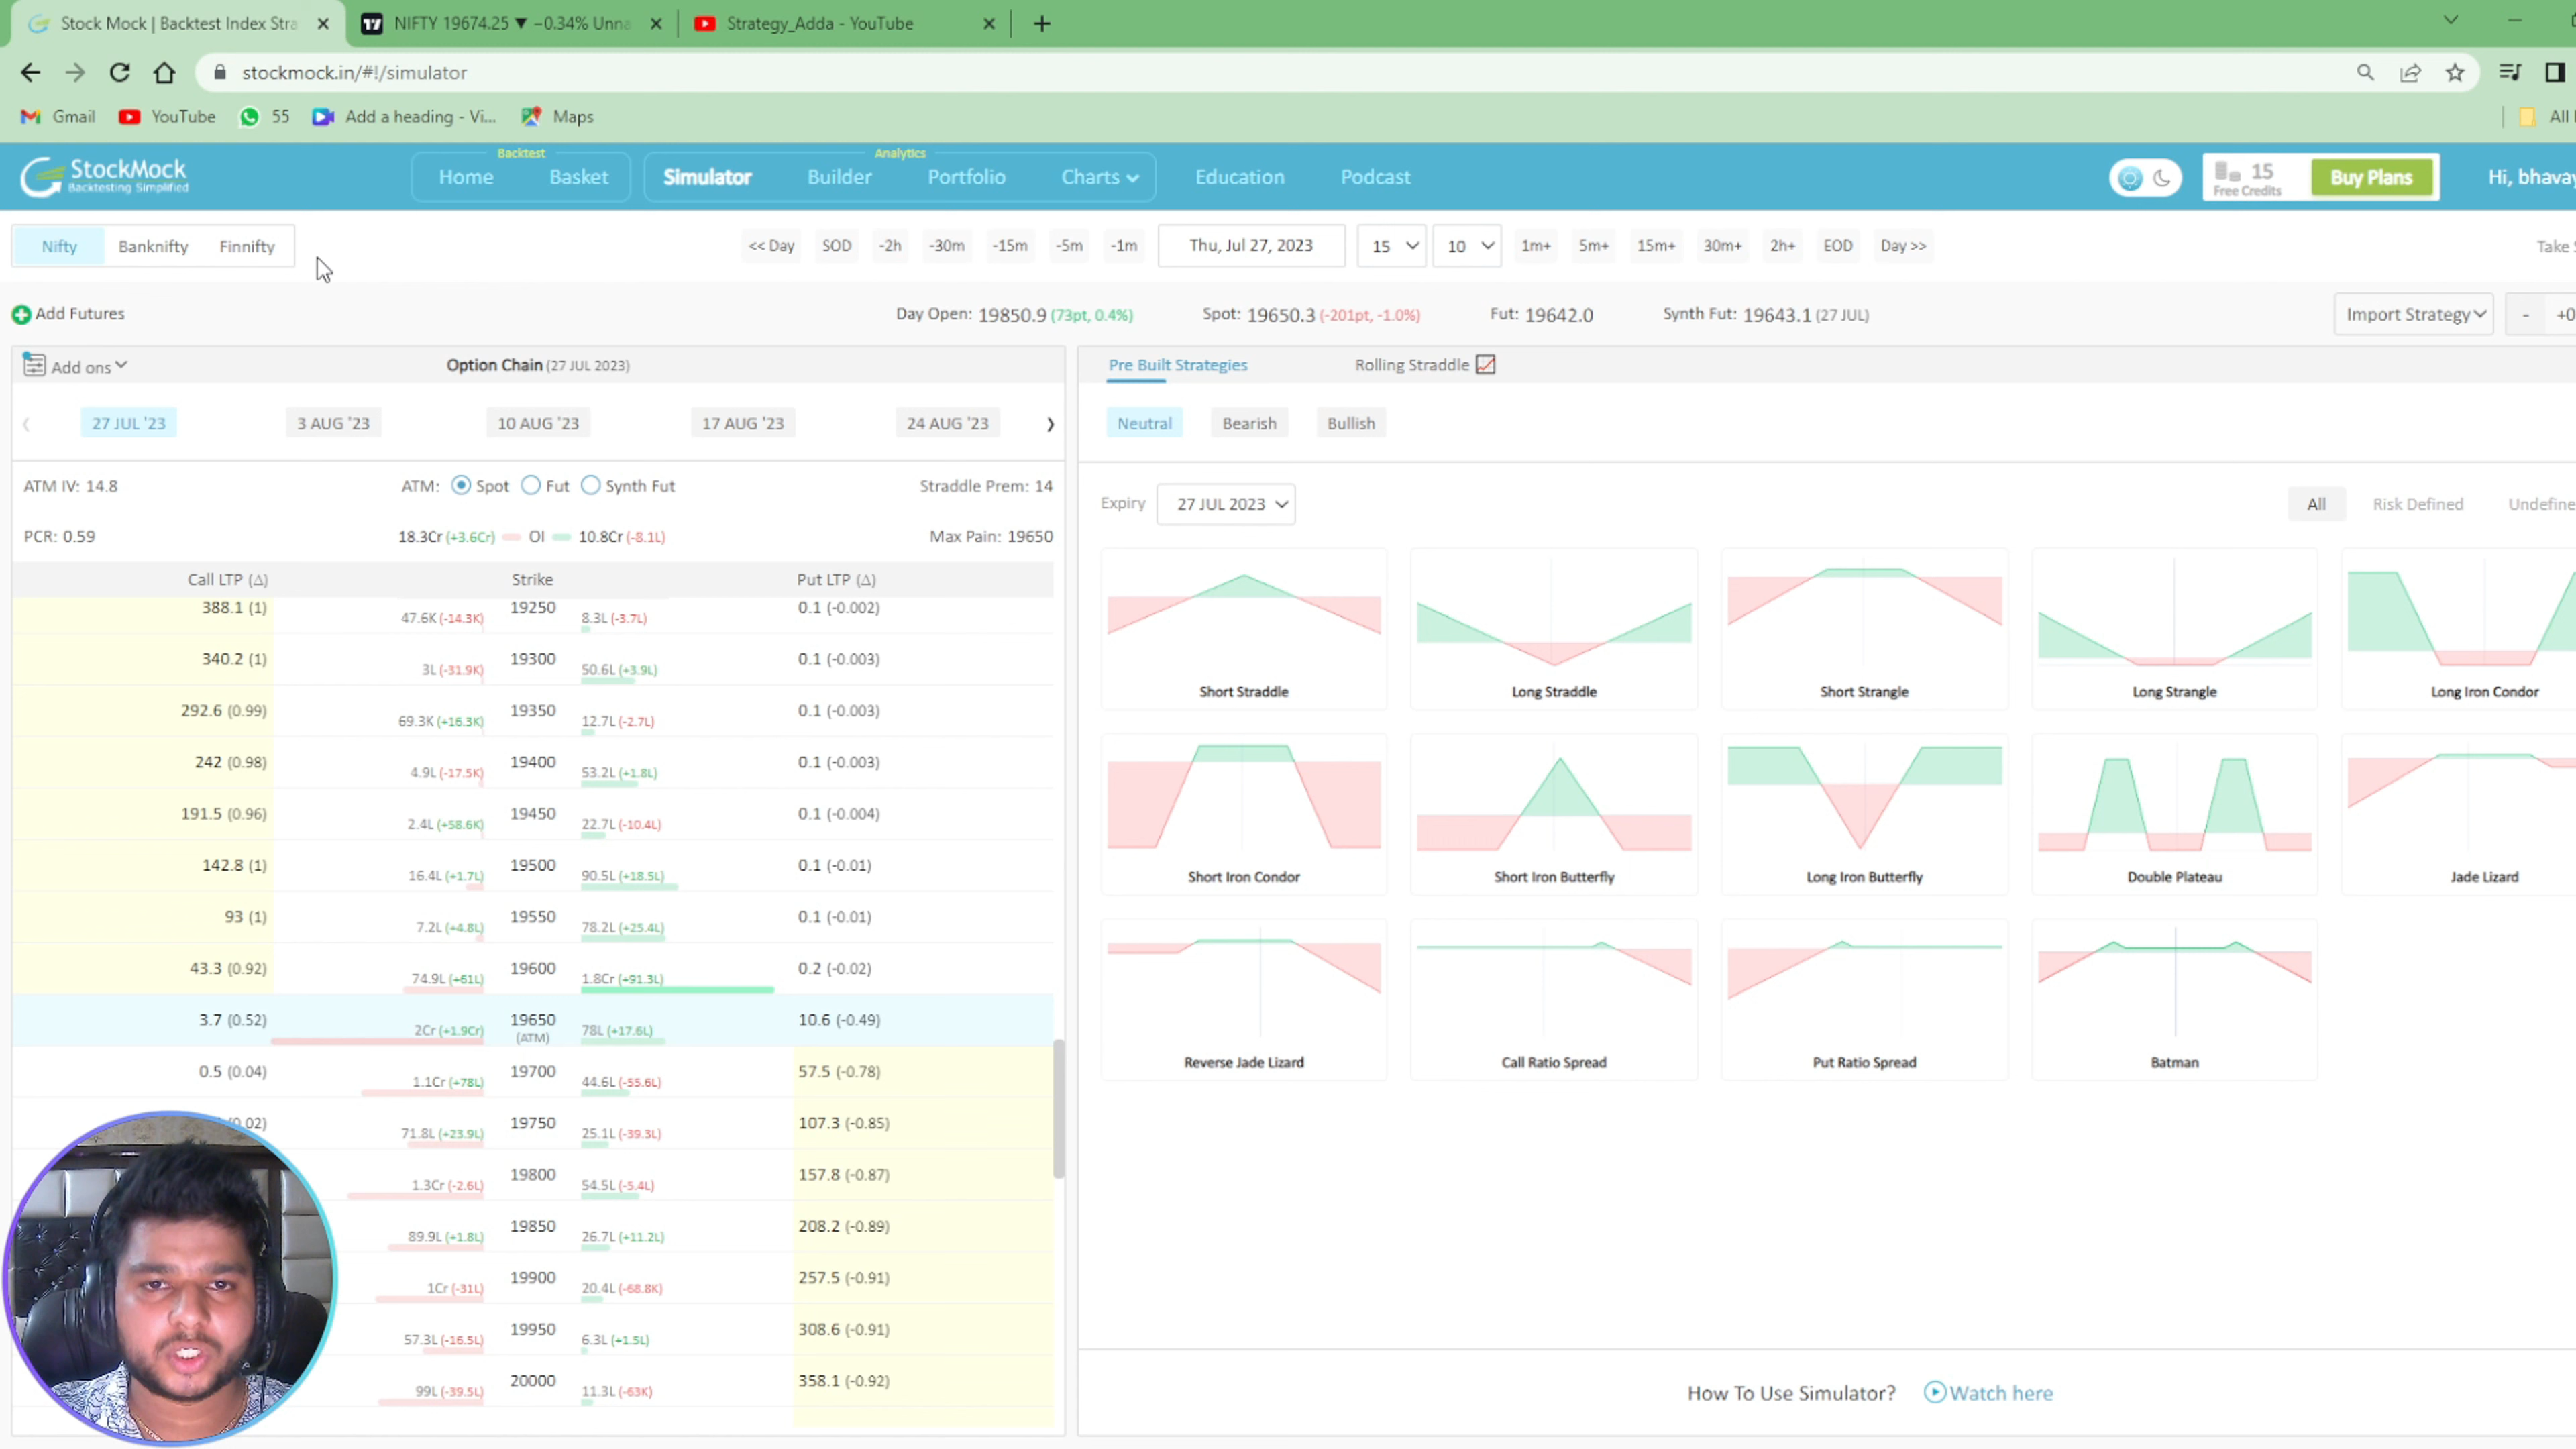 Stock Mock | Backtest Index Stra
NIFTY 19674.25 ▼ −0.34% Unna
Strategy_Adda - YouTube
stockmock.in/#!/simulator
Gmail YouTube 55 Add a heading - Vi... Maps All
Backtest Analytics
StockMock
Backtesting Simplified
Home Basket Simulator Builder Portfolio Charts Education Podcast
15
Free Credits
Buy Plans
Hi, bhavay
Nifty Banknifty Finnifty
<< Day SOD -2h -30m -15m -5m -1m Thu, Jul 27, 2023 15 10 1m+ 5m+ 15m+ 30m+ 2h+ EOD Day >>
Take
Add Futures
Day Open: 19850.9 (73pt, 0.4%) Spot: 19650.3 (-201pt, -1.0%) Fut: 19642.0 Synth Fut: 19643.1 (27 JUL)
Import Strategy - +0
Add ons Option Chain (27 JUL 2023)
27 JUL '23 3 AUG '23 10 AUG '23 17 AUG '23 24 AUG '23
ATM IV: 14.8 ATM: Spot Fut Synth Fut Straddle Prem: 14
PCR: 0.59 18.3Cr (+3.6Cr) OI 10.8Cr (-8.1L) Max Pain: 19650
Call LTP (Δ) Strike Put LTP (Δ)
388.1 (1) 47.6K (-14.3K) 19250 8.3L (-3.7L) 0.1 (-0.002)
340.2 (1) 3L (-31.9K) 19300 50.6L (+3.9L) 0.1 (-0.003)
292.6 (0.99) 69.3K (+16.3K) 19350 12.7L (-2.7L) 0.1 (-0.003)
242 (0.98) 4.9L (-17.5K) 19400 53.2L (+1.8L) 0.1 (-0.003)
191.5 (0.96) 2.4L (+58.6K) 19450 22.7L (-10.4L) 0.1 (-0.004)
142.8 (1) 16.4L (+1.7L) 19500 90.5L (+18.5L) 0.1 (-0.01)
93 (1) 7.2L (+4.8L) 19550 78.2L (+25.4L) 0.1 (-0.01)
43.3 (0.92) 74.9L (+61L) 19600 1.8Cr (+91.3L) 0.2 (-0.02)
3.7 (0.52) 2Cr (+1.9Cr) 19650 78L (+17.6L) 10.6 (-0.49)
(ATM)
0.5 (0.04) 1.1Cr (+78L) 19700 44.6L (-55.6L) 57.5 (-0.78)
0.02) 71.8L (+23.9L) 19750 25.1L (-39.3L) 107.3 (-0.85)
1.3Cr (-2.6L) 19800 54.5L (-5.4L) 157.8 (-0.87)
89.9L (+1.8L) 19850 26.7L (+11.2L) 208.2 (-0.89)
1Cr (-31L) 19900 20.4L (-68.8K) 257.5 (-0.91)
57.3L (-16.5L) 19950 6.3L (+1.5L) 308.6 (-0.91)
99L (-39.5L) 20000 11.3L (-63K) 358.1 (-0.92)
Pre Built Strategies Rolling Straddle
Neutral Bearish Bullish
Expiry 27 JUL 2023 All Risk Defined Undefine
Short Straddle Long Straddle Short Strangle Long Strangle Long Iron Condor
Short Iron Condor Short Iron Butterfly Long Iron Butterfly Double Plateau Jade Lizard
Reverse Jade Lizard Call Ratio Spread Put Ratio Spread Batman
How To Use Simulator? Watch here